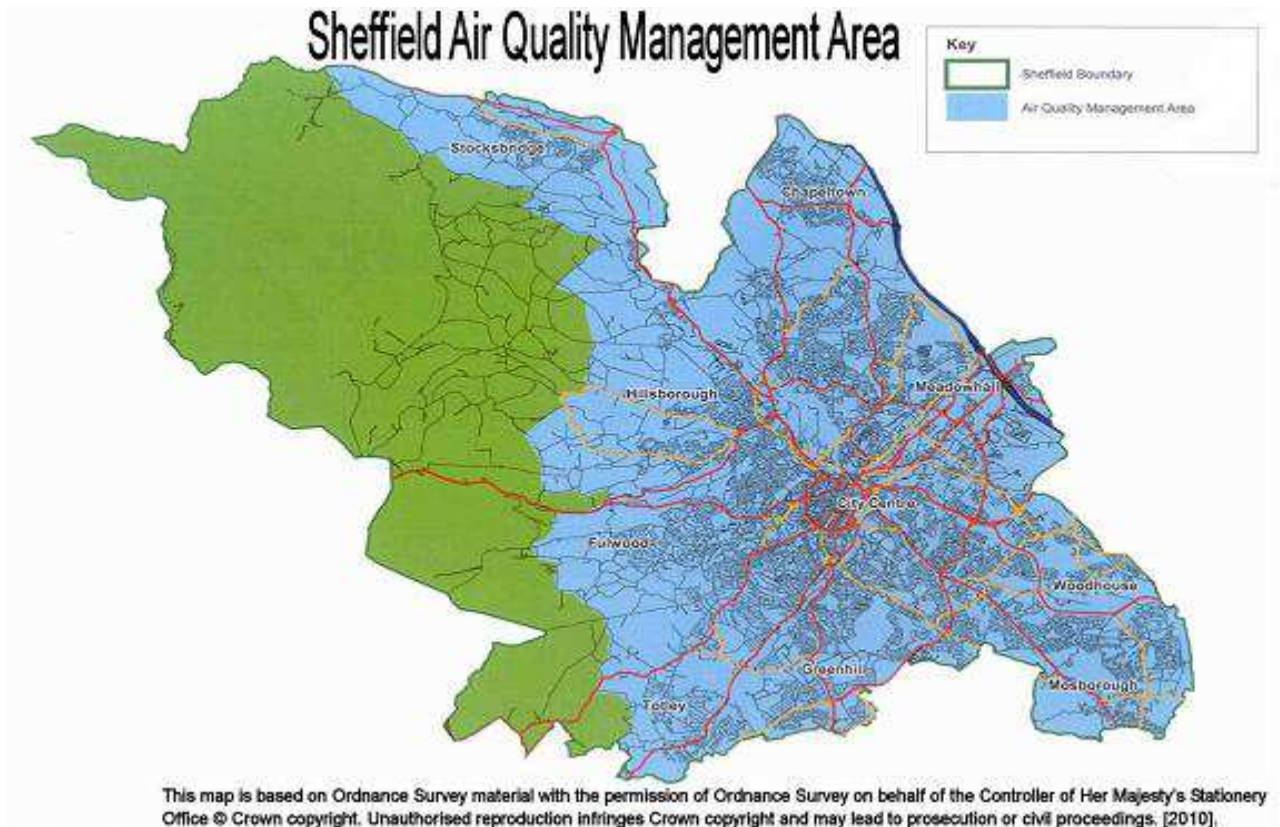 Sheffield Air Quality Management Area
Key
Sheffield Boundary
Air Quality Management Area
Stocksbridge
Chapeltown
Hillsborough
Meadowhall
City Centre
Fulwood
Woodhouse
Greenhill
Mosborough
Totley
This map is based on Ordnance Survey material with the permission of Ordnance Survey on behalf of the Controller of Her Majesty's Stationery
Office © Crown copyright. Unauthorised reproduction infringes Crown copyright and may lead to prosecution or civil proceedings. [2010].